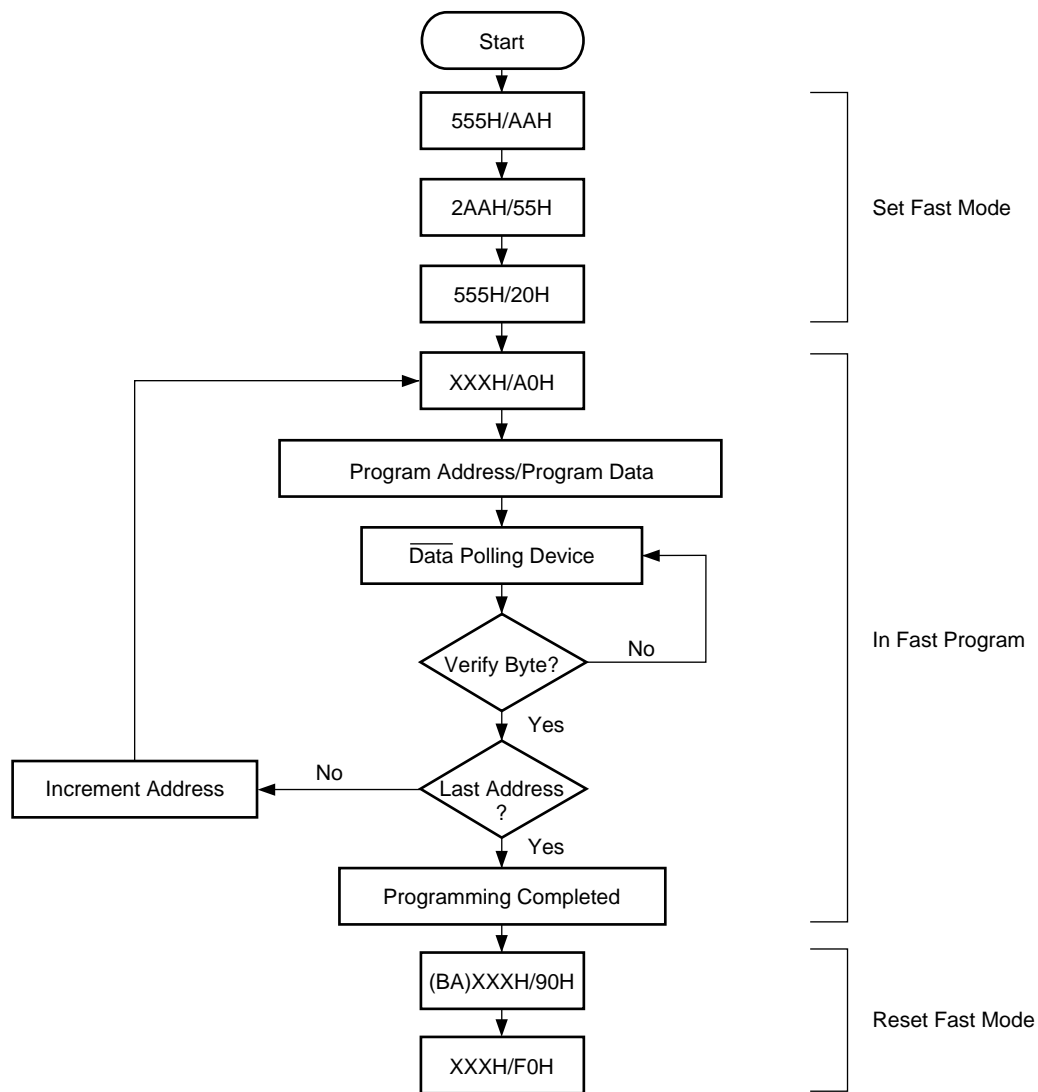 Start
555H/AAH
2AAH/55H
Set Fast Mode
555H/20H
XXXH/A0H
Program Address/Program Data
Data Polling Device
Verify Byte?
No
In Fast Program
Yes
Increment Address
No
Last Address
?
Yes
Programming Completed
(BA)XXXH/90H
Reset Fast Mode
XXXH/F0H